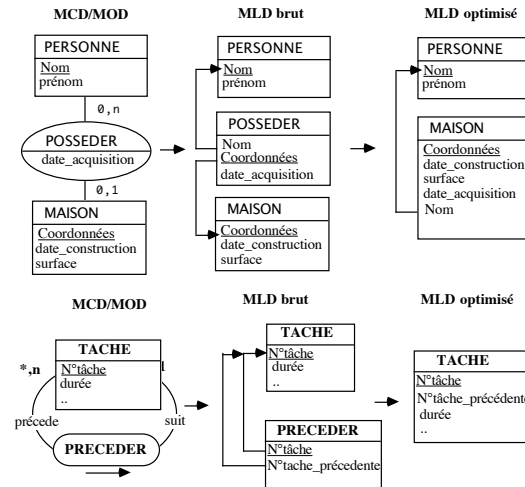 MCD/MOD
MLD brut
MLD optimisé
PERSONNE
Nom
prénom
0,n
POSSEDER
date_acquisition
0,1
MAISON
Coordonnées
date_construction
surface
PERSONNE
Nom
prénom
POSSEDER
Nom
Coordonnées
date_acquisition
MAISON
Coordonnées
date_construction
surface
PERSONNE
Nom
prénom
MAISON
Coordonnées
date_construction
surface
date_acquisition
Nom
MCD/MOD
MLD brut
MLD optimisé
TACHE
N°tâche
durée
..
*,n
précede
suit
PRECEDER
TACHE
N°tâche
durée
..
PRECEDER
N°tâche
N°tache_précedente
TACHE
N°tâche
N°tâche_précédente
durée
..